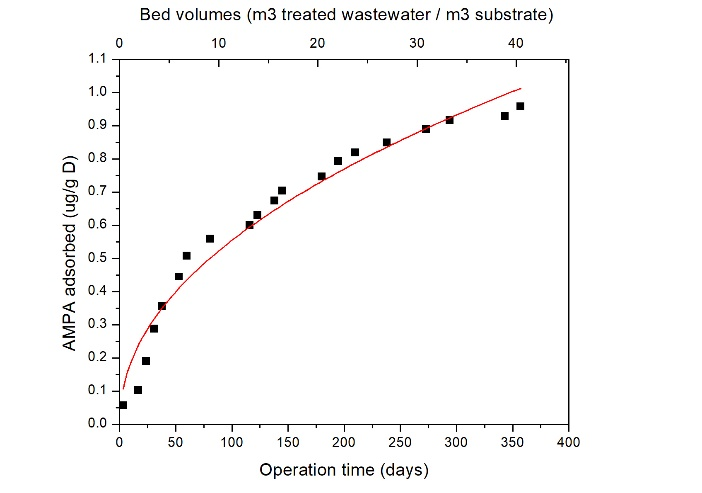 Bed volumes (m3 treated wastewater / m3 substrate)
0 10 20 30 40
1.1
1.0
0.9
0.8
0.7
0.6
0.5
0.4
0.3
0.2
0.1
0.0
AMPA adsorbed (ug/g D)
0 50 100 150 200 250 300 350 400
Operation time (days)